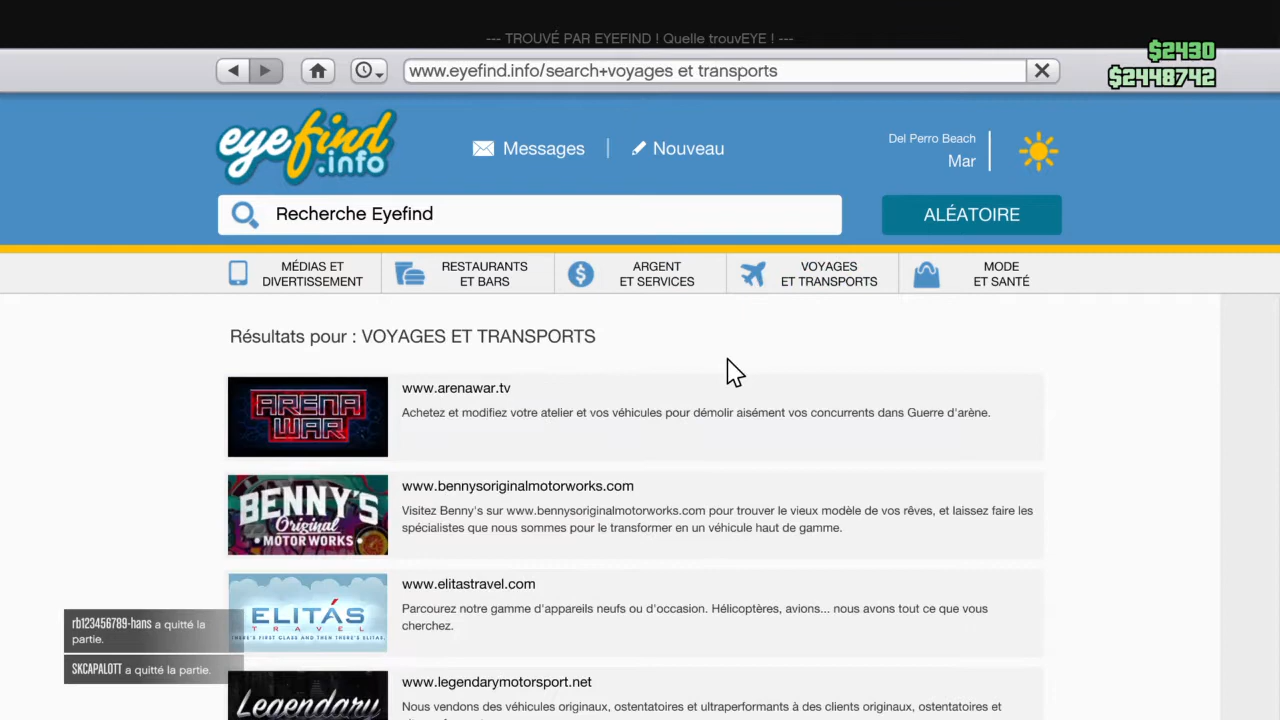 --- TROUVÉ PAR EYEFIND ! Quelle trouvEYE ! ---
$2430
www.eyefind.info/search+voyages et transports
$2448742
eyefind
.info
Messages
Nouveau
Del Perro Beach
Mar
Recherche Eyefind
ALÉATOIRE
MÉDIAS ET
DIVERTISSEMENT
RESTAURANTS
ET BARS
ARGENT
ET SERVICES
VOYAGES
ET TRANSPORTS
MODE
ET SANTÉ
Résultats pour : VOYAGES ET TRANSPORTS
ARENA
WAR
www.arenawar.tv
Achetez et modifiez votre atelier et vos véhicules pour démolir aisément vos concurrents dans Guerre d'arène.
BENNY'S
Original
MOTOR WORKS
www.bennysoriginalmotorworks.com
Visitez Benny's sur www.bennysoriginalmotorworks.com pour trouver le vieux modèle de vos rêves, et laissez faire les
spécialistes que nous sommes pour le transformer en un véhicule haut de gamme.
ELITÁS
TRAVEL
THERE'S FIRST CLASS AND THEN THERE'S ELITAS.
www.elitastravel.com
Parcourez notre gamme d'appareils neufs ou d'occasion. Hélicoptères, avions... nous avons tout ce que vous
cherchez.
rb123456789-hans a quitté la
partie.
SKCAPALOTT a quitté la partie.
Legendary
www.legendarymotorsport.net
Nous vendons des véhicules originaux, ostentatoires et ultraperformants à des clients originaux, ostentatoires et